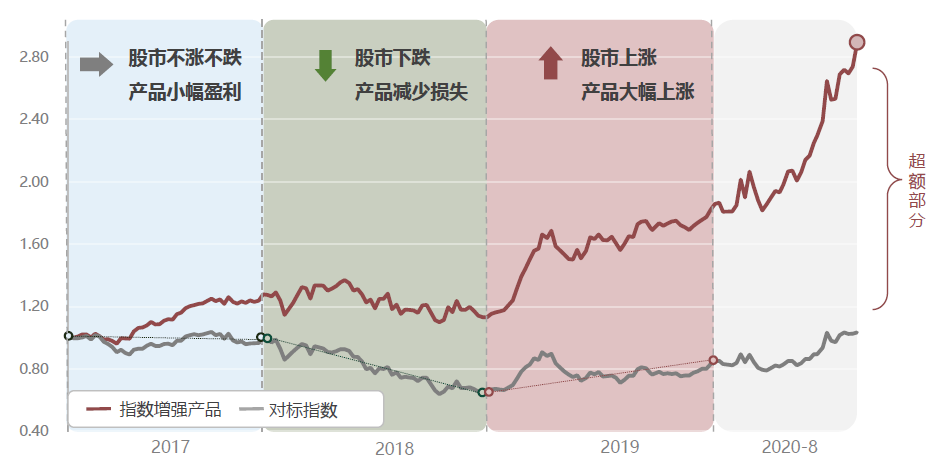 股市不涨不跌
产品小幅盈利
股市下跌
产品减少损失
股市上涨
产品大幅上涨
2.80
2.40
2.00
1.60
1.20
0.80
0.40
超额部分
指数增强产品
对标指数
2017
2018
2019
2020-8